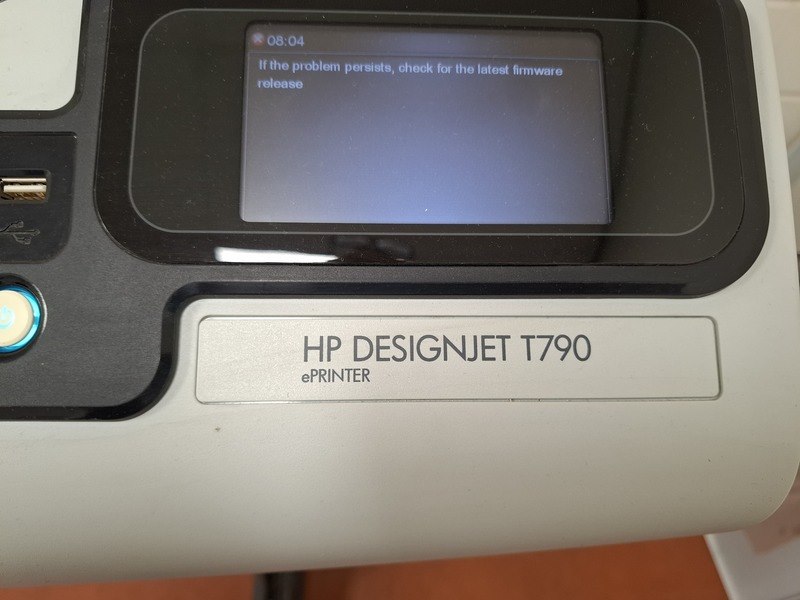 08:04
If the problem persists, check for the latest firmware
release
HP DESIGNJET T790
ePRINTER